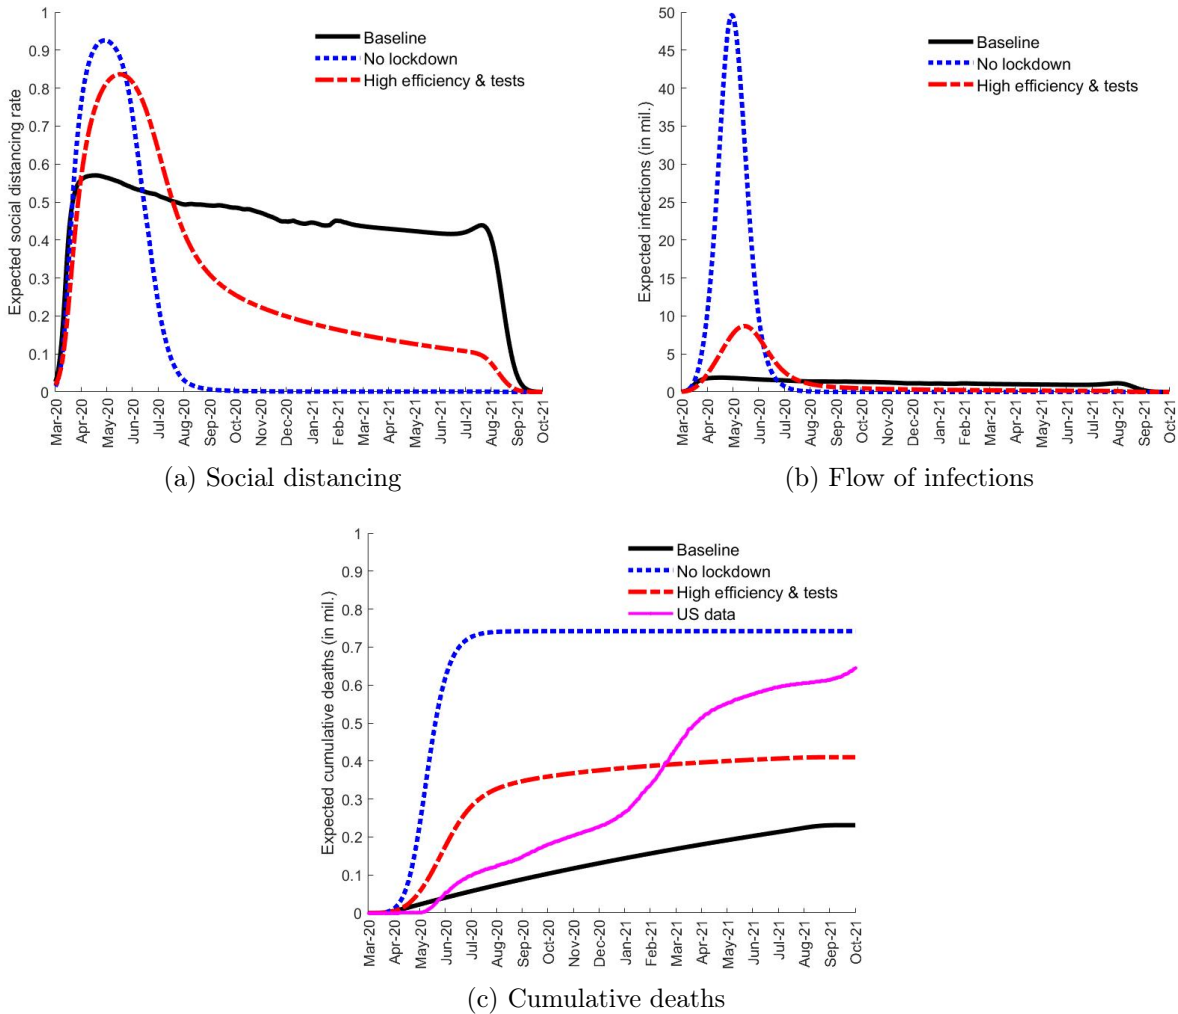 1
0.9
0.8
0.7
0.6
0.5
0.4
0.3
0.2
0.1
0
Expected social distancing rate
Baseline
No lockdown
High efficiency & tests
Mar-20
Apr-20
May-20
Jun-20
Jul-20
Aug-20
Sep-20
Oct-20
Nov-20
Dec-20
Jan-21
Feb-21
Mar-21
Apr-21
May-21
Jun-21
Jul-21
Aug-21
Sep-21
Oct-21
(a) Social distancing
50
45
40
35
30
25
20
15
10
5
0
Expected infections (in mil.)
Baseline
No lockdown
High efficiency & tests
Mar-20
Apr-20
May-20
Jun-20
Jul-20
Aug-20
Sep-20
Oct-20
Nov-20
Dec-20
Jan-21
Feb-21
Mar-21
Apr-21
May-21
Jun-21
Jul-21
Aug-21
Sep-21
Oct-21
(b) Flow of infections
1
0.9
0.8
0.7
0.6
0.5
0.4
0.3
0.2
0.1
0
Expected cumulative deaths (in mil.)
Baseline
No lockdown
High efficiency & tests
US data
Mar-20
Apr-20
May-20
Jun-20
Jul-20
Aug-20
Sep-20
Oct-20
Nov-20
Dec-20
Jan-21
Feb-21
Mar-21
Apr-21
May-21
Jun-21
Jul-21
Aug-21
Sep-21
Oct-21
(c) Cumulative deaths